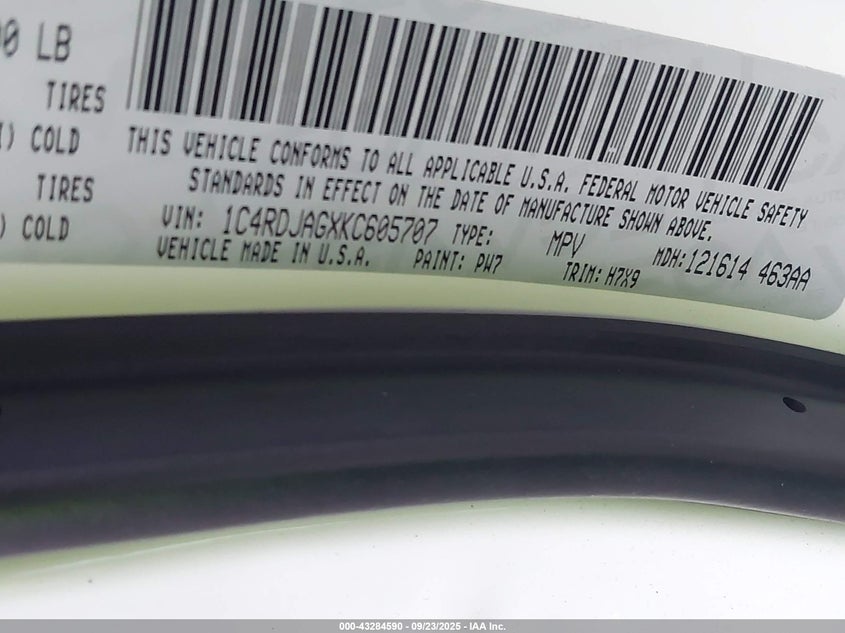 00 LB
TIRES
I) COLD
TIRES
) COLD
THIS VEHICLE CONFORMS TO ALL APPLICABLE U.S.A. FEDERAL MOTOR VEHICLE SAFETY
STANDARDS IN EFFECT ON THE DATE OF MANUFACTURE SHOWN ABOVE.
VIN: 1C4RDJAGXKC605707 TYPE: MPV MDH:121614 463AA
VEHICLE MADE IN U.S.A. PAINT: PW7 TRIM: H7X9
000-43284590 - 09/23/2025 - IAA Inc.